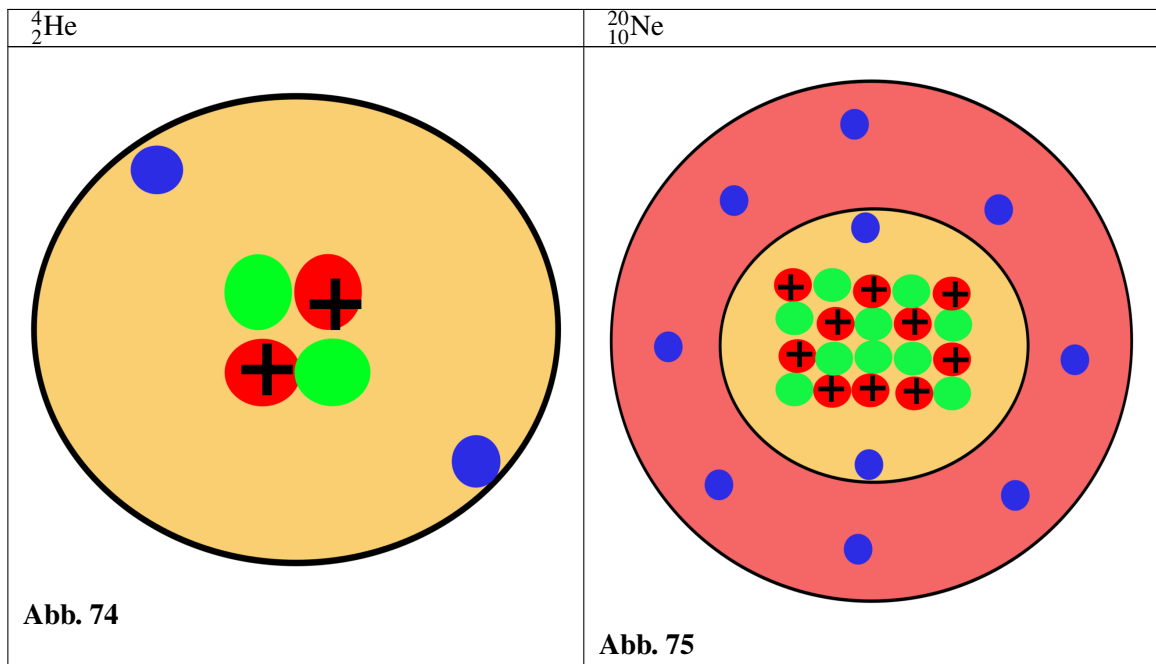 ⁴₂He
²⁰₁₀Ne
+
+
Abb. 74
+ + +
+ +
+ +
+ + +
Abb. 75